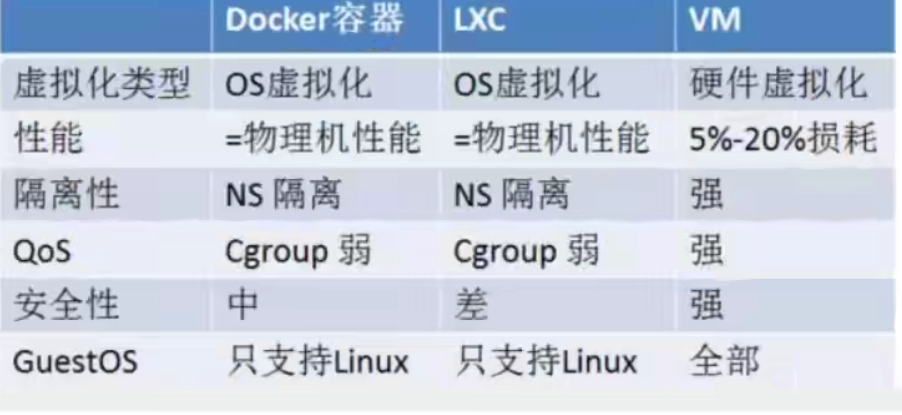 Docker容器 LXC VM
虚拟化类型 OS虚拟化 OS虚拟化 硬件虚拟化
性能 =物理机性能 =物理机性能 5%-20%损耗
隔离性 NS 隔离 NS 隔离 强
QoS Cgroup 弱 Cgroup 弱 强
安全性 中 差 强
GuestOS 只支持Linux 只支持Linux 全部